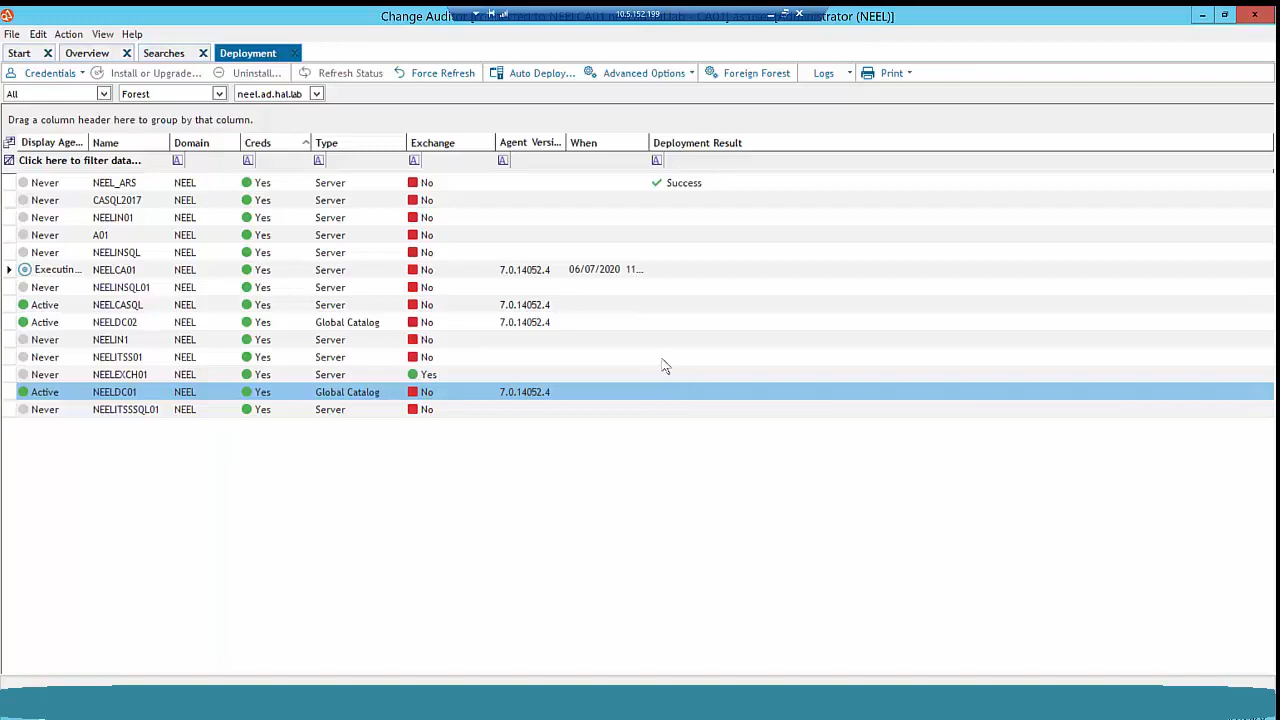 10.5.152.199
Change Auditor
(NEEL)]
File Edit Action View Help
Start Overview Searches Deployment
Credentials Install or Upgrade... Uninstall... Refresh Status Force Refresh Auto Deploy... Advanced Options Foreign Forest Logs Print
All Forest neel.ad.hal.lab
Drag a column header here to group by that column.
Display Age... Name Domain Creds Type Exchange Agent Versi... When Deployment Result
Click here to filter data...
Never NEEL_ARS NEEL Yes Server No Success
Never CASQL2017 NEEL Yes Server No
Never NEELIN01 NEEL Yes Server No
Never A01 NEEL Yes Server No
Never NEELINSQL NEEL Yes Server No
Executin... NEELCA01 NEEL Yes Server No 7.0.14052.4 06/07/2020 11...
Never NEELINSQL01 NEEL Yes Server No
Active NEELCASQL NEEL Yes Server No 7.0.14052.4
Active NEELDC02 NEEL Yes Global Catalog No 7.0.14052.4
Never NEELIN1 NEEL Yes Server No
Never NEELITSS01 NEEL Yes Server No
Never NEELEXCH01 NEEL Yes Server Yes
Active NEELDC01 NEEL Yes Global Catalog No 7.0.14052.4
Never NEELITSSSQL01 NEEL Yes Server No